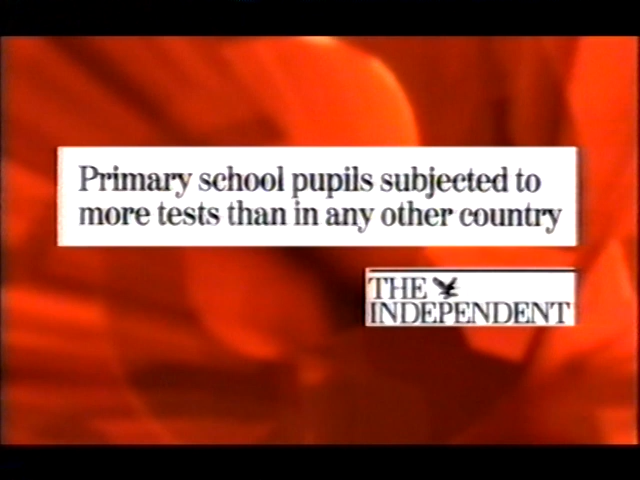 Primary school pupils subjected to
more tests than in any other country
THE
INDEPENDENT